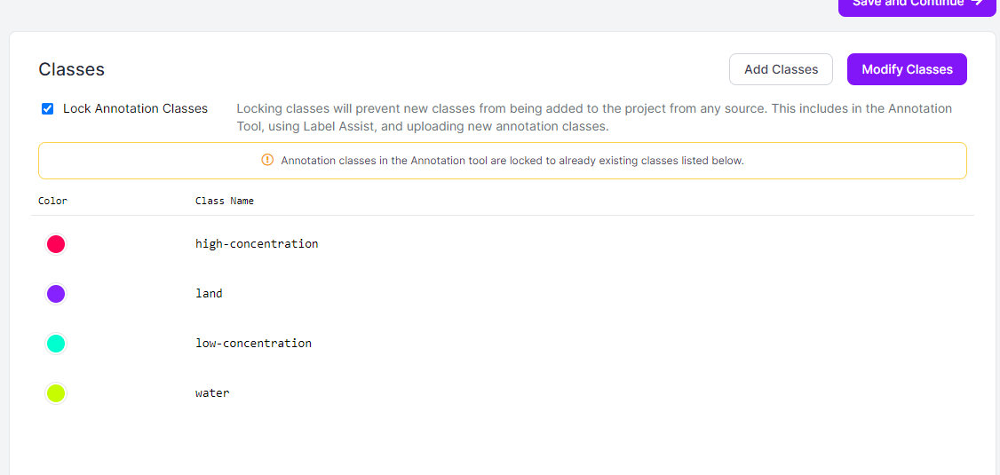 Save and Continue →
Classes
Add Classes
Modify Classes
Lock Annotation Classes
Locking classes will prevent new classes from being added to the project from any source. This includes in the Annotation
Tool, using Label Assist, and uploading new annotation classes.
Annotation classes in the Annotation tool are locked to already existing classes listed below.
Color
Class Name
high-concentration
land
low-concentration
water